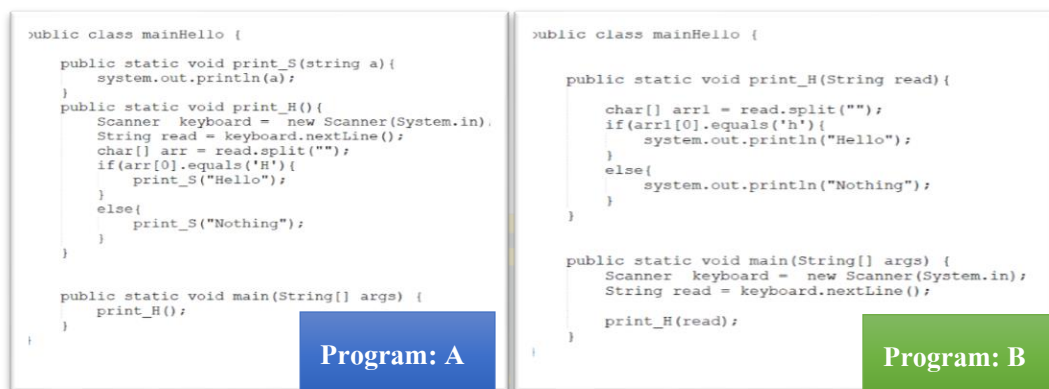 public class mainHello {
public static void print_S(string a){
system.out.println(a);
}
public static void print_H(){
Scanner keyboard = new Scanner(System.in)
String read = keyboard.nextLine();
char[] arr = read.split("");
if(arr[0].equals('H'){
print_S("Hello");
}
else{
print_S("Nothing");
}
}
public static void main(String[] args) {
print_H();
}
}
Program: A
public class mainHello {
public static void print_H(String read){
char[] arr1 = read.split("");
if(arr1[0].equals('h'){
system.out.println("Hello");
}
else{
system.out.println("Nothing");
}
}
public static void main(String[] args) {
Scanner keyboard = new Scanner(System.in);
String read = keyboard.nextLine();
print_H(read);
}
}
Program: B